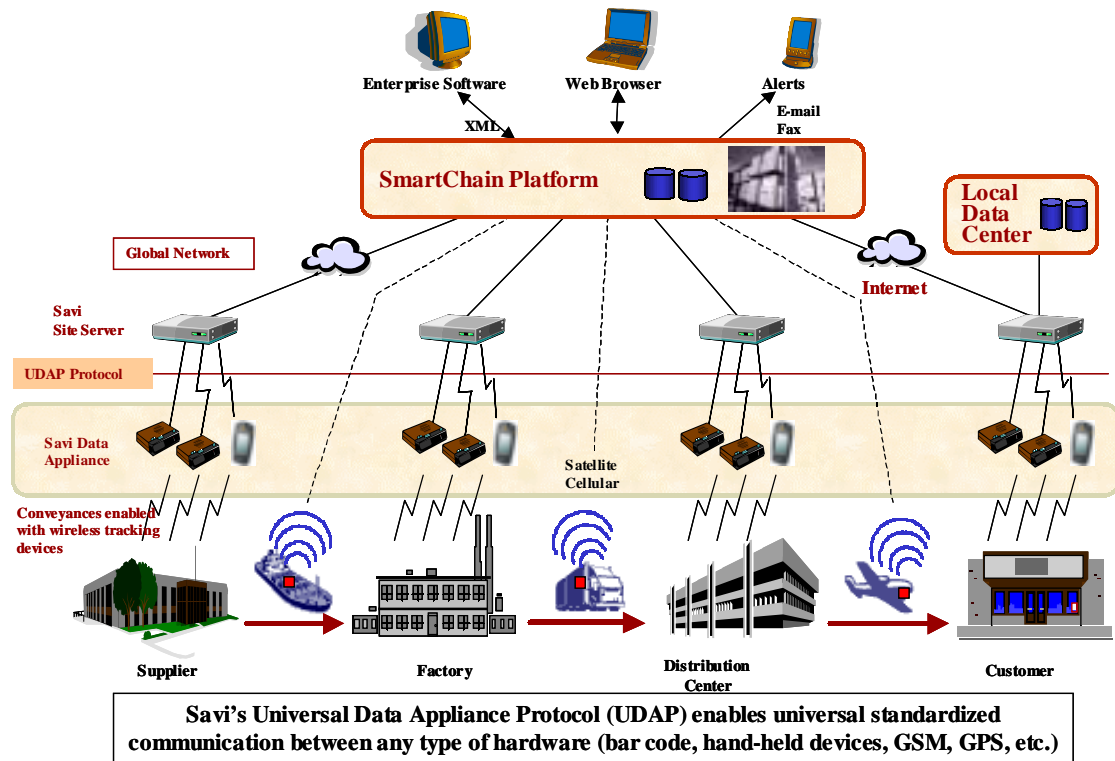 Enterprise Software
Web Browser
Alerts
XML
E-mail
Fax
SmartChain Platform
Local
Data
Center
Global Network
Internet
Savi
Site Server
UDAP Protocol
Savi Data
Appliance
Satellite
Cellular
Conveyances enabled
with wireless tracking
devices
Supplier
Factory
Distribution
Center
Customer
Savi's Universal Data Appliance Protocol (UDAP) enables universal standardized
communication between any type of hardware (bar code, hand-held devices, GSM, GPS, etc.)